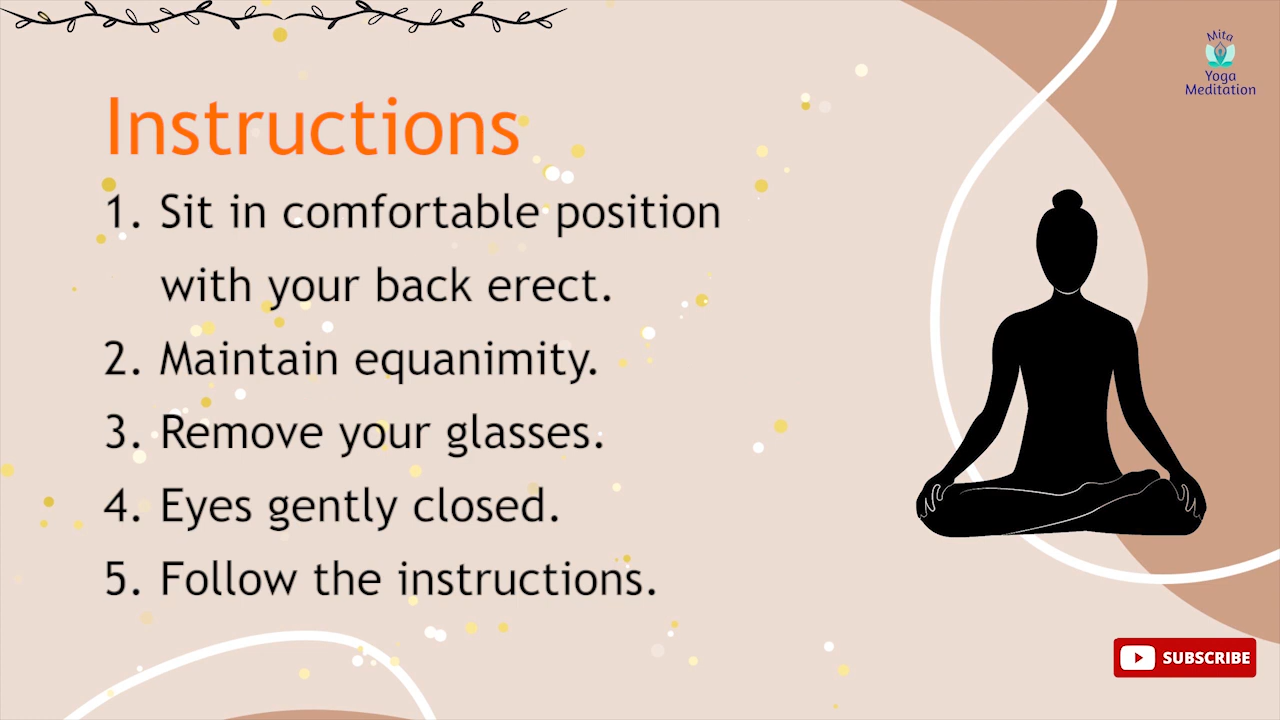 Mita
Yoga
Meditation
Instructions
1. Sit in comfortable position
with your back erect.
2. Maintain equanimity.
3. Remove your glasses.
4. Eyes gently closed.
5. Follow the instructions.
SUBSCRIBE